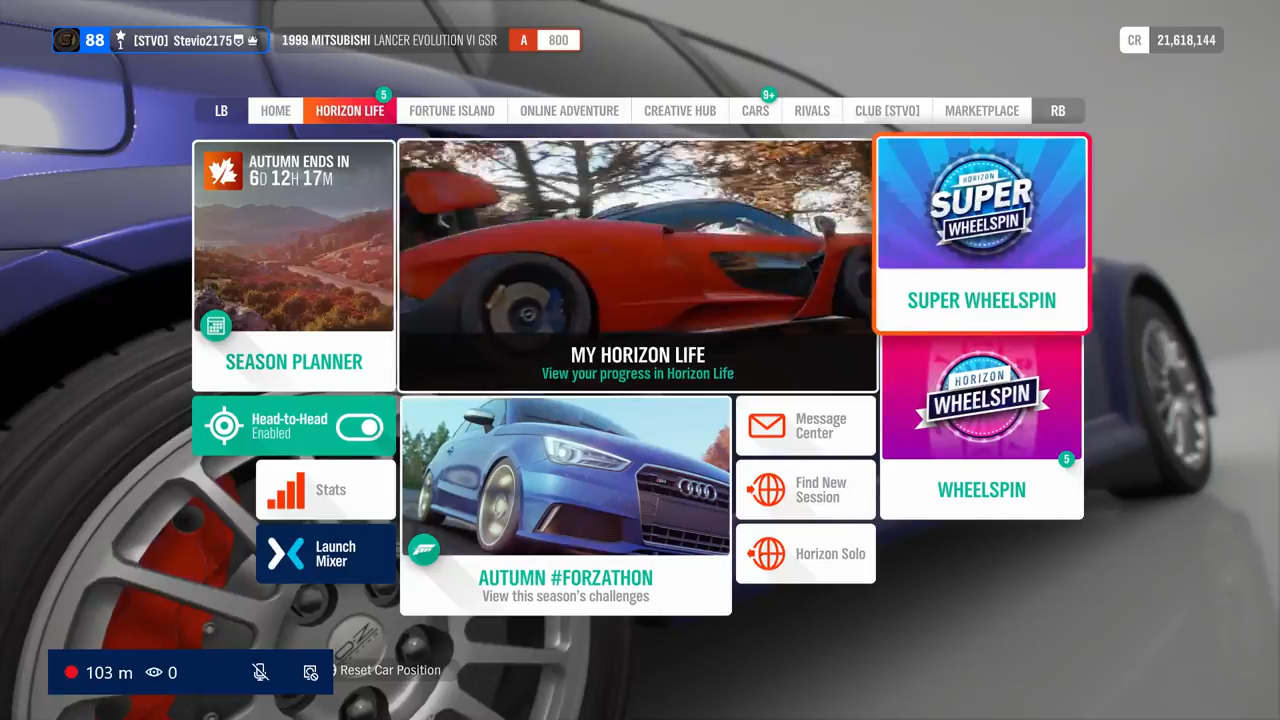 88 1 [STVO] Stevio2175 1999 MITSUBISHI LANCER EVOLUTION VI GSR A 800 CR 21,618,144
5 9+
LB HOME HORIZON LIFE FORTUNE ISLAND ONLINE ADVENTURE CREATIVE HUB CARS RIVALS CLUB [STVO] MARKETPLACE RB
AUTUMN ENDS IN
6D 12H 17M
SEASON PLANNER
MY HORIZON LIFE
View your progress in Horizon Life
HORIZON
SUPER
WHEELSPIN
SUPER WHEELSPIN
HORIZON
WHEELSPIN
5
WHEELSPIN
Head-to-Head
Enabled
Stats
Launch
Mixer
AUTUMN #FORZATHON
View this season's challenges
Message
Center
Find New
Session
Horizon Solo
103 m 0
Reset Car Position